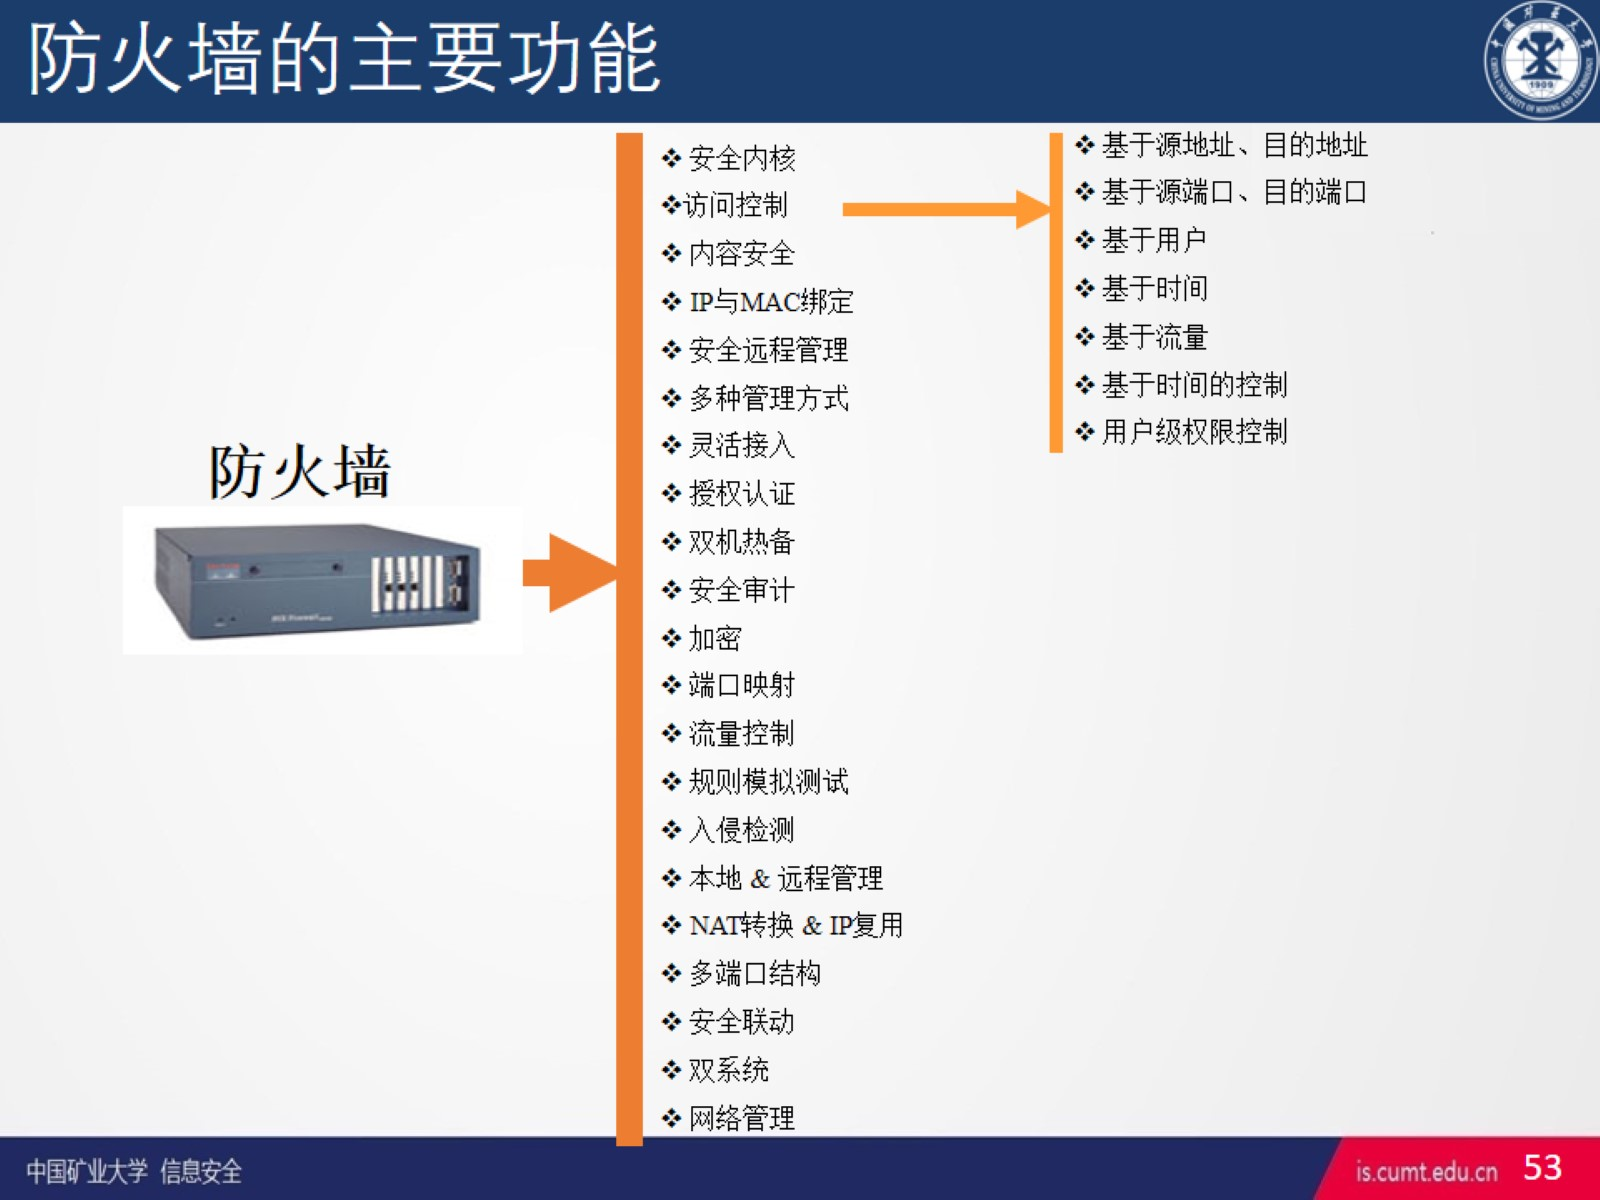 防火墙的主要功能
安全内核
访问控制
内容安全
IP与MAC绑定
安全远程管理
多种管理方式
灵活接入
授权认证
双机热备
安全审计
加密
端口映射
流量控制
规则模拟测试
入侵检测
本地 & 远程管理
NAT转换 & IP复用
多端口结构
安全联动
双系统
网络管理
基于源地址、目的地址
基于源端口、目的端口
基于用户
基于时间
基于流量
基于时间的控制
用户级权限控制
防火墙
中国矿业大学 信息安全
is.cumt.edu.cn 53
1909
CHINA UNIVERSITY OF MINING AND TECHNOLOGY